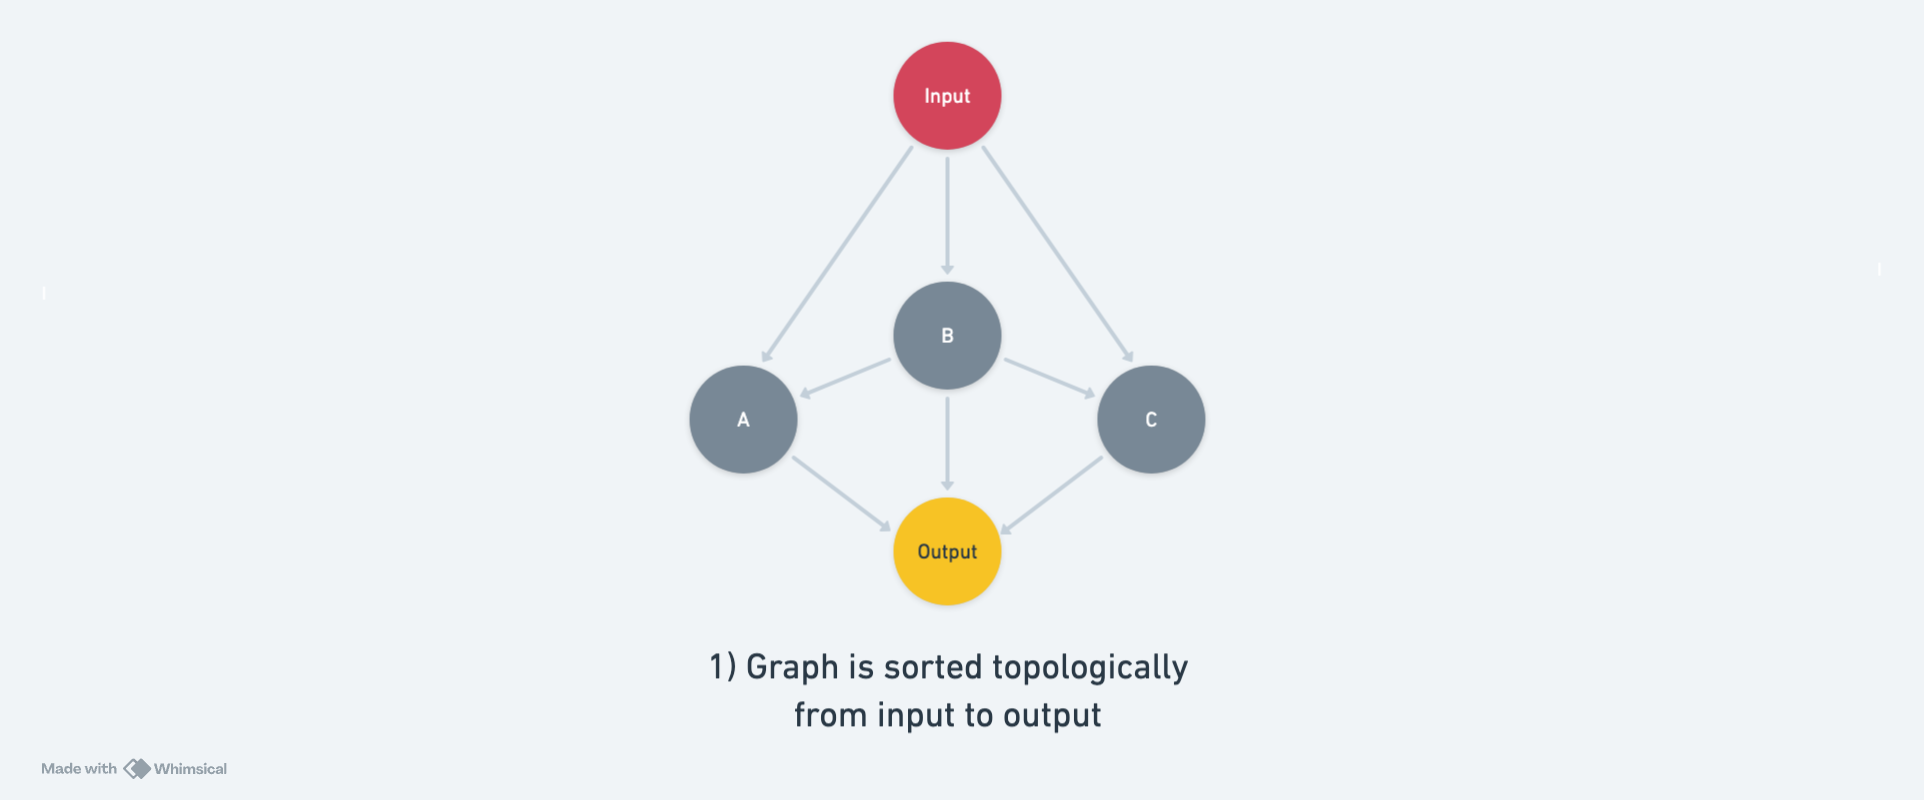 Input
B
A
C
Output
1) Graph is sorted topologically
from input to output
Made with Whimsical